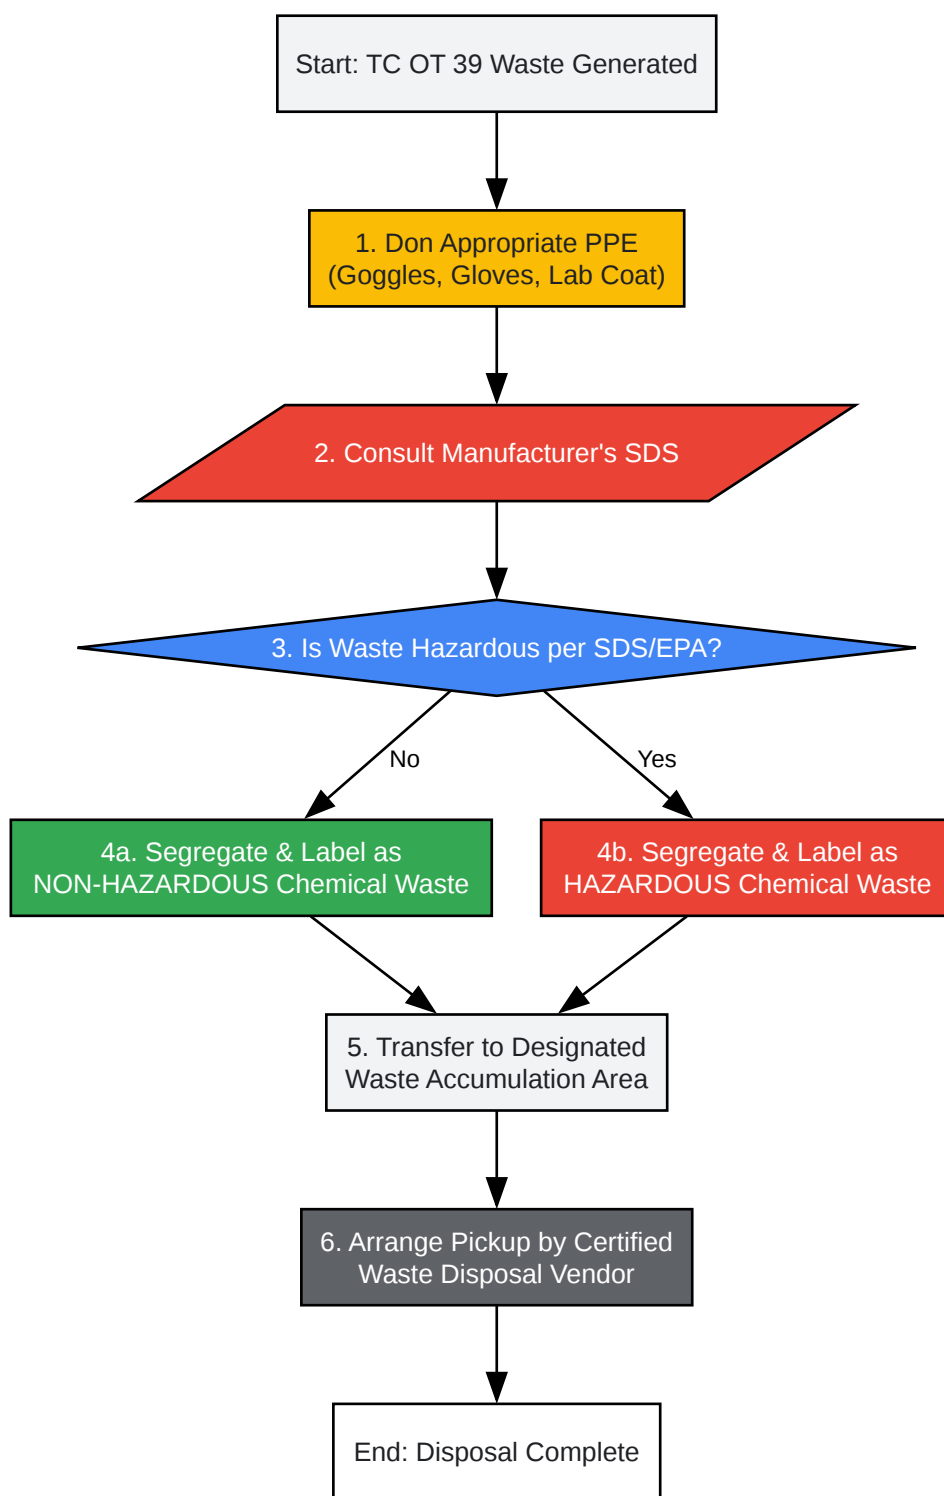 Start: TC OT 39 Waste Generated
1. Don Appropriate PPE
(Goggles, Gloves, Lab Coat)
2. Consult Manufacturer's SDS
3. Is Waste Hazardous per SDS/EPA?
No
Yes
4a. Segregate & Label as
NON-HAZARDOUS Chemical Waste
4b. Segregate & Label as
HAZARDOUS Chemical Waste
5. Transfer to Designated
Waste Accumulation Area
6. Arrange Pickup by Certified
Waste Disposal Vendor
End: Disposal Complete